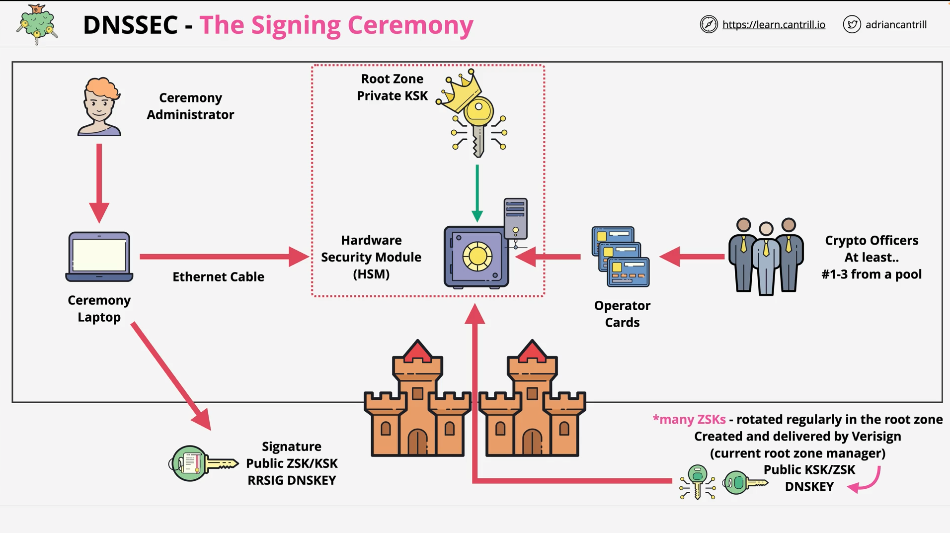 DNSSEC - The Signing Ceremony
https://learn.cantrill.io
adriancantrill
Ceremony
Administrator
Root Zone
Private KSK
Hardware
Security Module
(HSM)
Ethernet Cable
Ceremony
Laptop
Operator
Cards
Crypto Officers
At least..
#1-3 from a pool
Signature
Public ZSK/KSK
RRSIG DNSKEY
*many ZSKs - rotated regularly in the root zone
Created and delivered by Verisign
(current root zone manager)
Public KSK/ZSK
DNSKEY